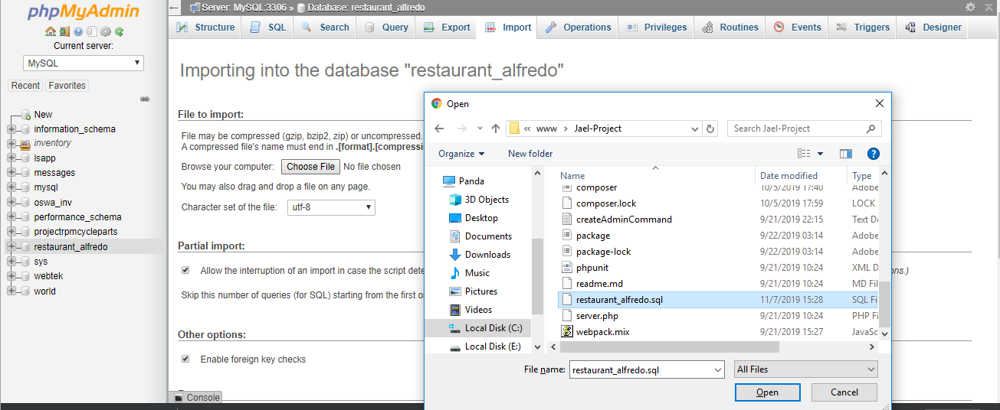 phpMyAdmin
Current server:
MySQL
Recent Favorites
New
information_schema
inventory
lsapp
messages
mysql
oswa_inv
performance_schema
projectrpmcycleparts
restaurant_alfredo
sys
webtek
world
Server: MySQL:3306 » Database: restaurant_alfredo
Structure SQL Search Query Export Import Operations Privileges Routines Events Triggers Designer
Importing into the database "restaurant_alfredo"
File to import:
File may be compressed (gzip, bzip2, zip) or uncompressed.
A compressed file's name must end in .[format].[compressi
Browse your computer: Choose File No file chosen
You may also drag and drop a file on any page.
Character set of the file: utf-8
Partial import:
Allow the interruption of an import in case the script dete
ons.)
Skip this number of queries (for SQL) starting from the first o
Other options:
Enable foreign key checks
Console
Open
« www › Jael-Project
Search Jael-Project
Organize New folder
Panda
3D Objects
Desktop
Documents
Downloads
Music
Pictures
Videos
Local Disk (C:)
Local Disk (E:)
Name Date modified Type
composer 10/5/2019 17:40 Adobe
composer.lock 10/5/2019 17:59 LOCK
createAdminCommand 9/21/2019 22:15 Text Do
package 9/22/2019 03:14 Adobe
package-lock 9/22/2019 03:14 Adobe
phpunit 9/21/2019 10:24 XML D
readme.md 9/21/2019 10:24 MD Fi
restaurant_alfredo.sql 11/7/2019 15:28 SQL Fi
server.php 9/21/2019 10:24 PHP Fi
webpack.mix 9/21/2019 15:27 JavaSc
File name: restaurant_alfredo.sql All Files
Open Cancel